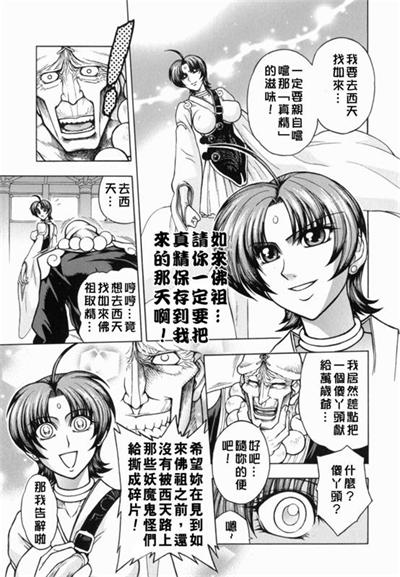 我要去西天
找如來…
一定要親自
嚐那「真精」
的滋味！
去西
天…
如來佛祖…
請你一定要把
真精保存到我
來的那天啊！
哼哼…竟
想去西天
找如來佛
祖取精…
我居然差點把
一個傻丫頭獻
給萬歲爺…
什麼？
傻丫頭？
好吧…
隨妳的便
吧！
嗯！
希望妳在見到如
來佛祖之前，還
沒有被西天路上
那些妖魔鬼怪們
給撕成碎片！
那我
告辭啦